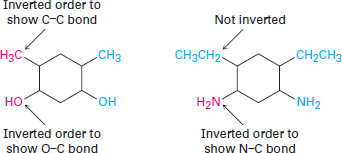 Inverted order to
show C–C bond
Not inverted
H₃C
CH₃
CH₃CH₂
CH₂CH₃
HO
OH
H₂N
NH₂
Inverted order to
show O–C bond
Inverted order to
show N–C bond